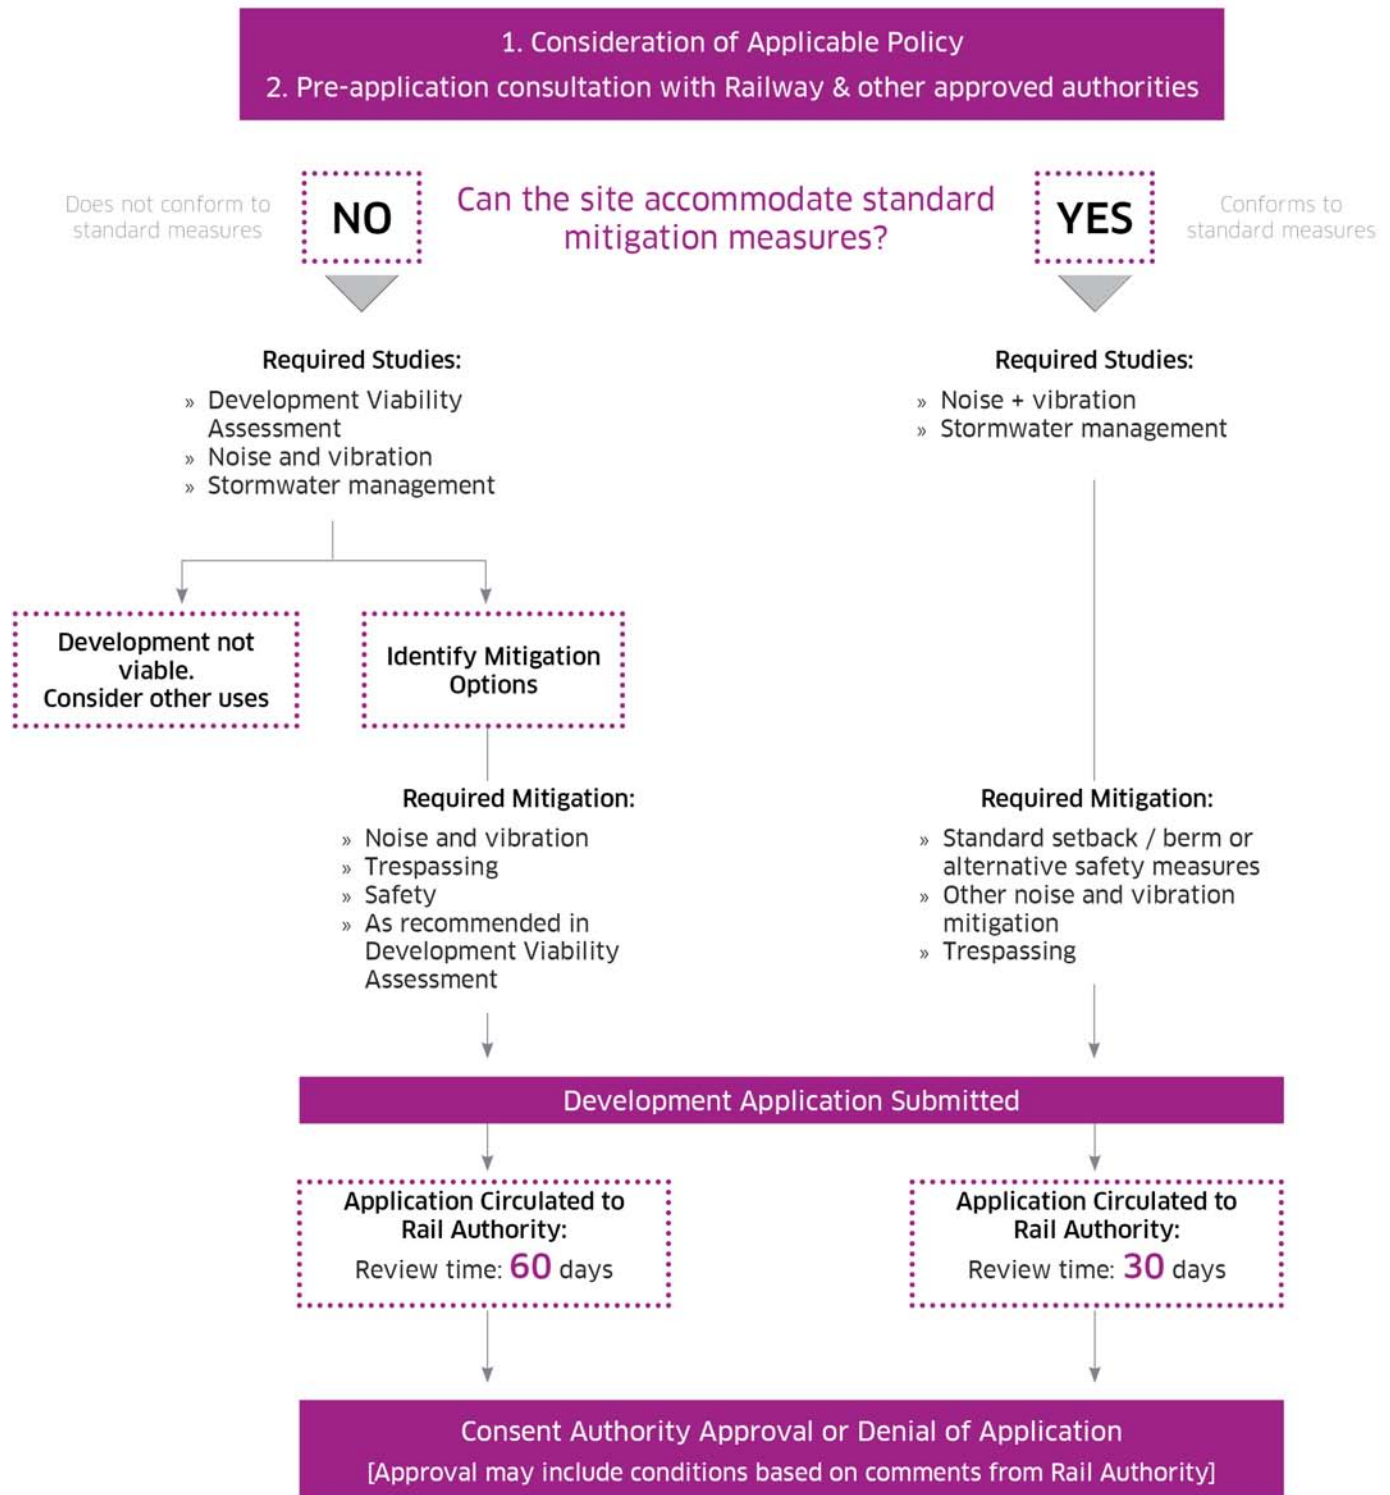 1. Consideration of Applicable Policy
2. Pre-application consultation with Railway & other approved authorities
Does not conform to
standard measures
NO
Can the site accommodate standard
mitigation measures?
YES
Conforms to
standard measures
Required Studies:
» Development Viability
Assessment
» Noise and vibration
» Stormwater management
Required Studies:
» Noise + vibration
» Stormwater management
Development not
viable.
Consider other uses
Identify Mitigation
Options
Required Mitigation:
» Noise and vibration
» Trespassing
» Safety
» As recommended in
Development Viability
Assessment
Required Mitigation:
» Standard setback / berm or
alternative safety measures
» Other noise and vibration
mitigation
» Trespassing
Development Application Submitted
Application Circulated to
Rail Authority:
Review time: 60 days
Application Circulated to
Rail Authority:
Review time: 30 days
Consent Authority Approval or Denial of Application
[Approval may include conditions based on comments from Rail Authority]